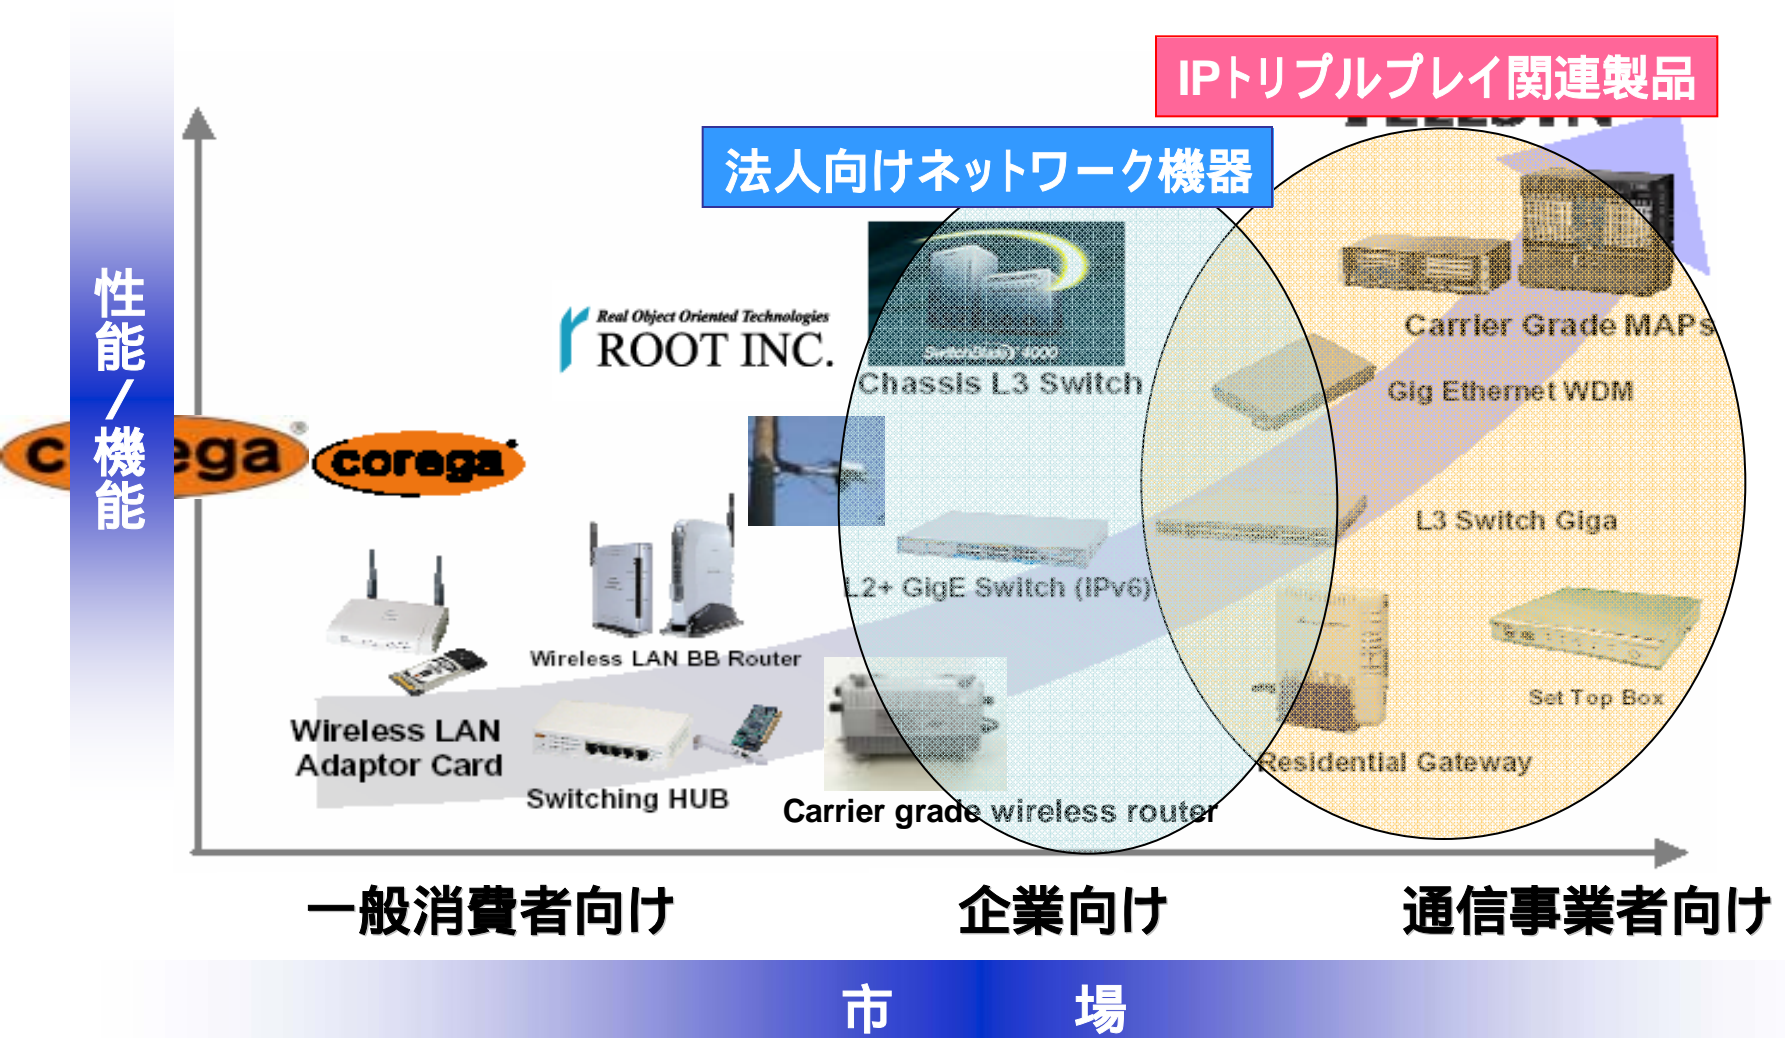 IPトリプルプレイ関連製品
法人向けネットワーク機器
性能/機能
Real Object Oriented Technologies
ROOT INC.
SwitchBlade 4000
Chassis L3 Switch
Carrier Grade MAPs
Gig Ethernet WDM
corega
corega
L3 Switch Giga
L2+ GigE Switch (IPv6)
Wireless LAN BB Router
Set Top Box
Wireless LAN
Adaptor Card
Residential Gateway
Switching HUB
Carrier grade wireless router
一般消費者向け
企業向け
通信事業者向け
市 場